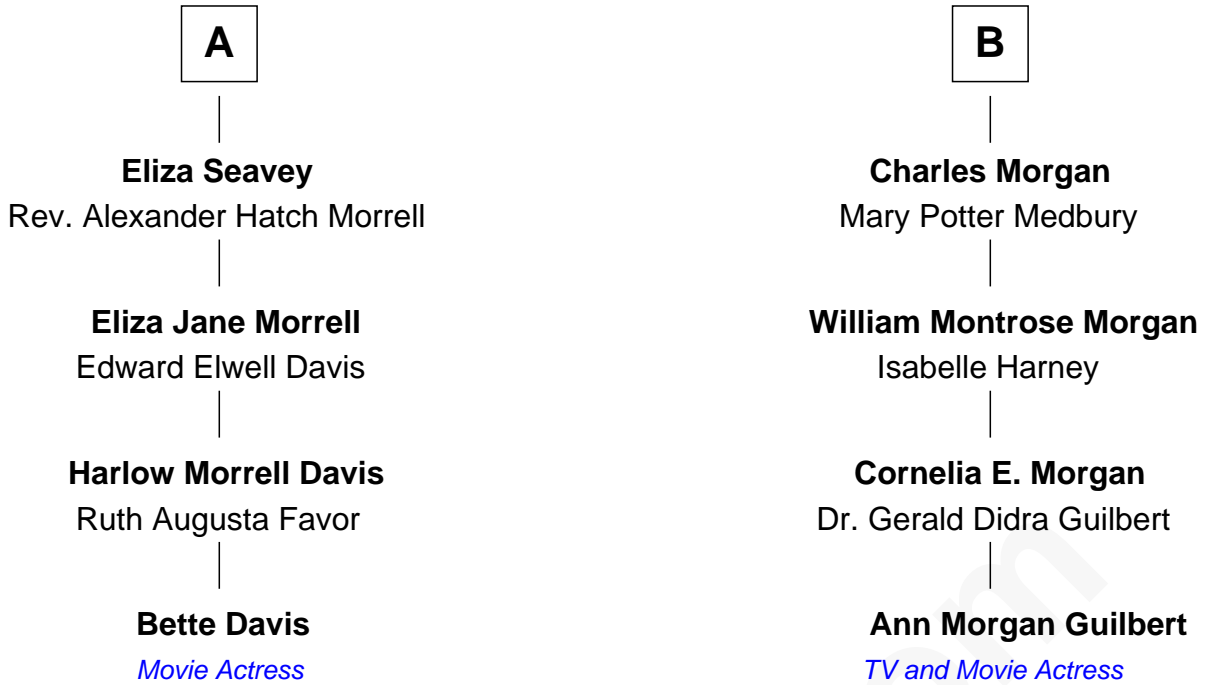 A
Eliza Seavey
Rev. Alexander Hatch Morrell
Eliza Jane Morrell
Edward Elwell Davis
Harlow Morrell Davis
Ruth Augusta Favor
Bette Davis
Movie Actress
B
Charles Morgan
Mary Potter Medbury
William Montrose Morgan
Isabelle Harney
Cornelia E. Morgan
Dr. Gerald Didra Guilbert
Ann Morgan Guilbert
TV and Movie Actress